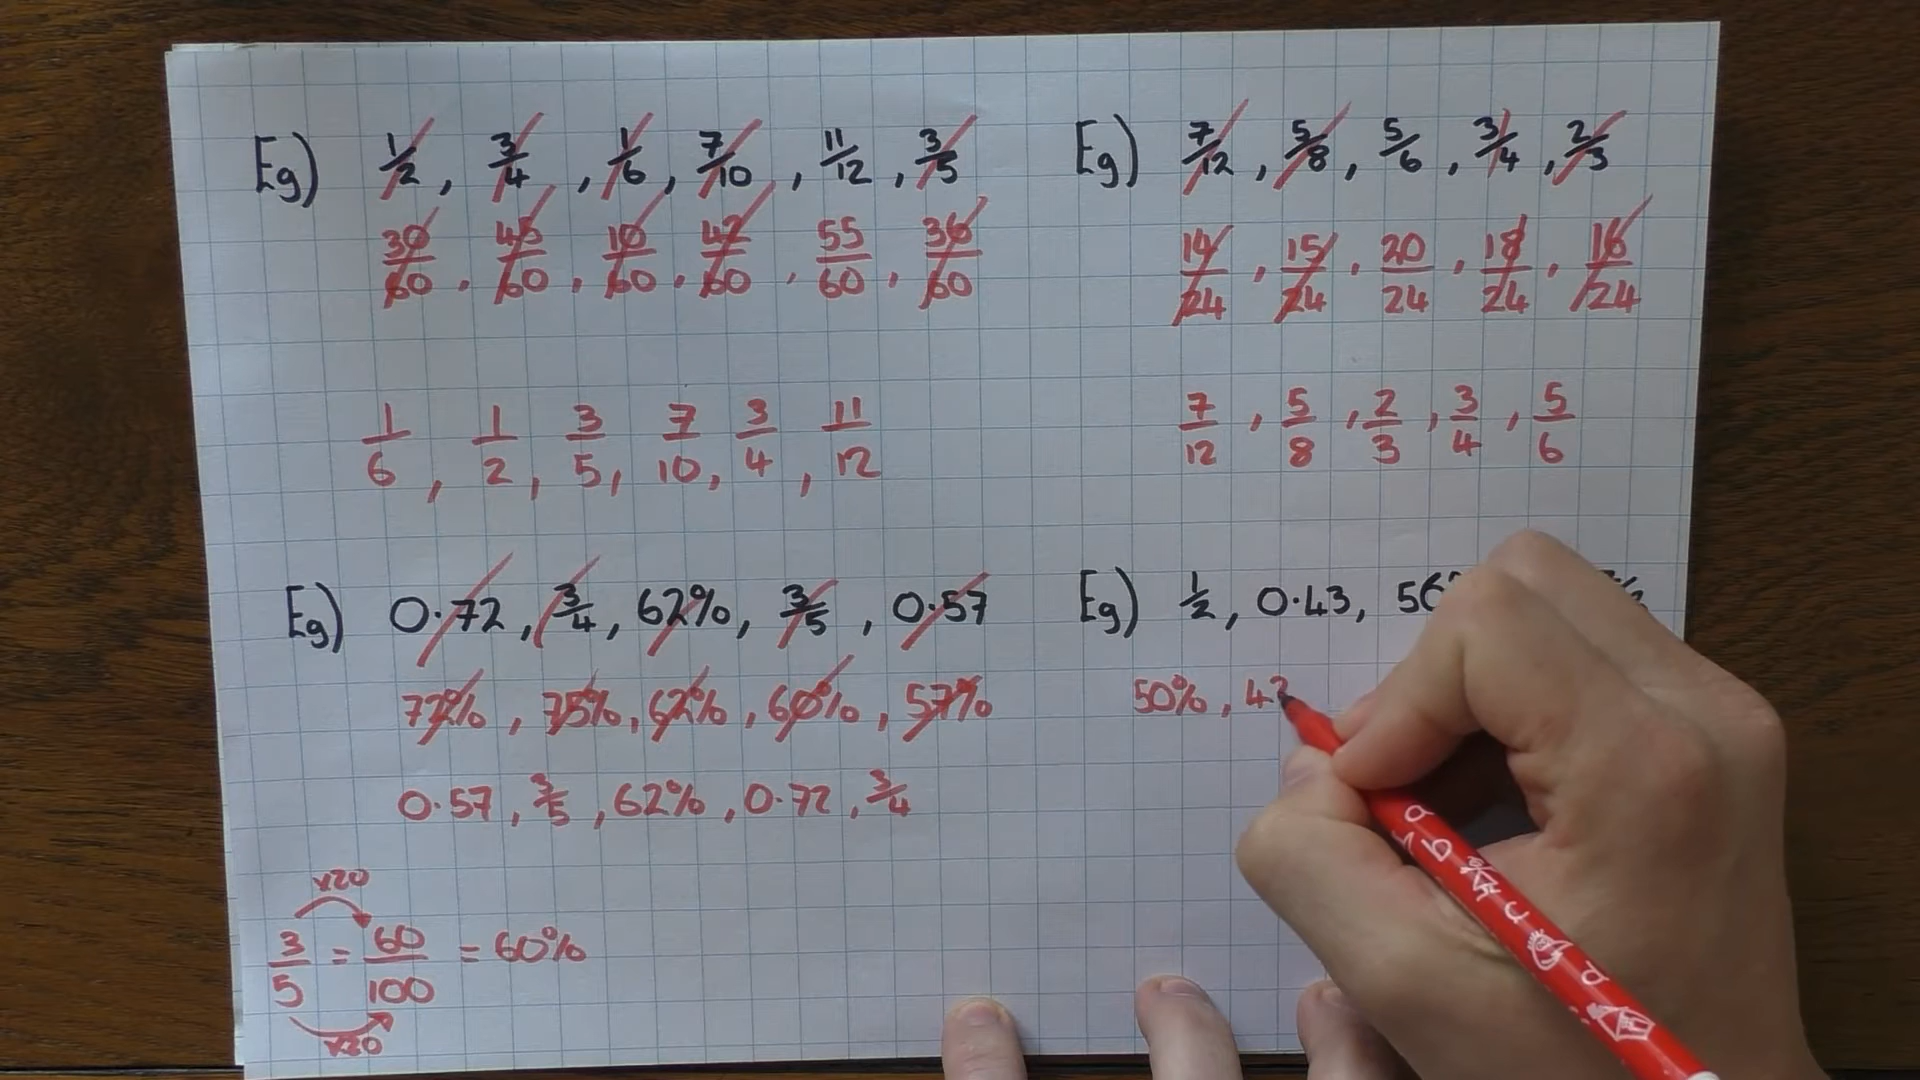 Eg) 1/2, 3/4, 1/6, 7/10, 11/12, 3/5
30/60, 45/60, 10/60, 42/60, 55/60, 36/60
1/6, 1/2, 3/5, 7/10, 3/4, 11/12
Eg) 7/12, 5/8, 5/6, 3/4, 2/3
14/24, 15/24, 20/24, 18/24, 16/24
7/12, 5/8, 2/3, 3/4, 5/6
Eg) 0.72, 3/4, 62%, 3/5, 0.57
72%, 75%, 62%, 60%, 57%
0.57, 3/5, 62%, 0.72, 3/4
x20
3/5 = 60/100 = 60%
x20
Eg) 1/2, 0.43, 56
50%, 43